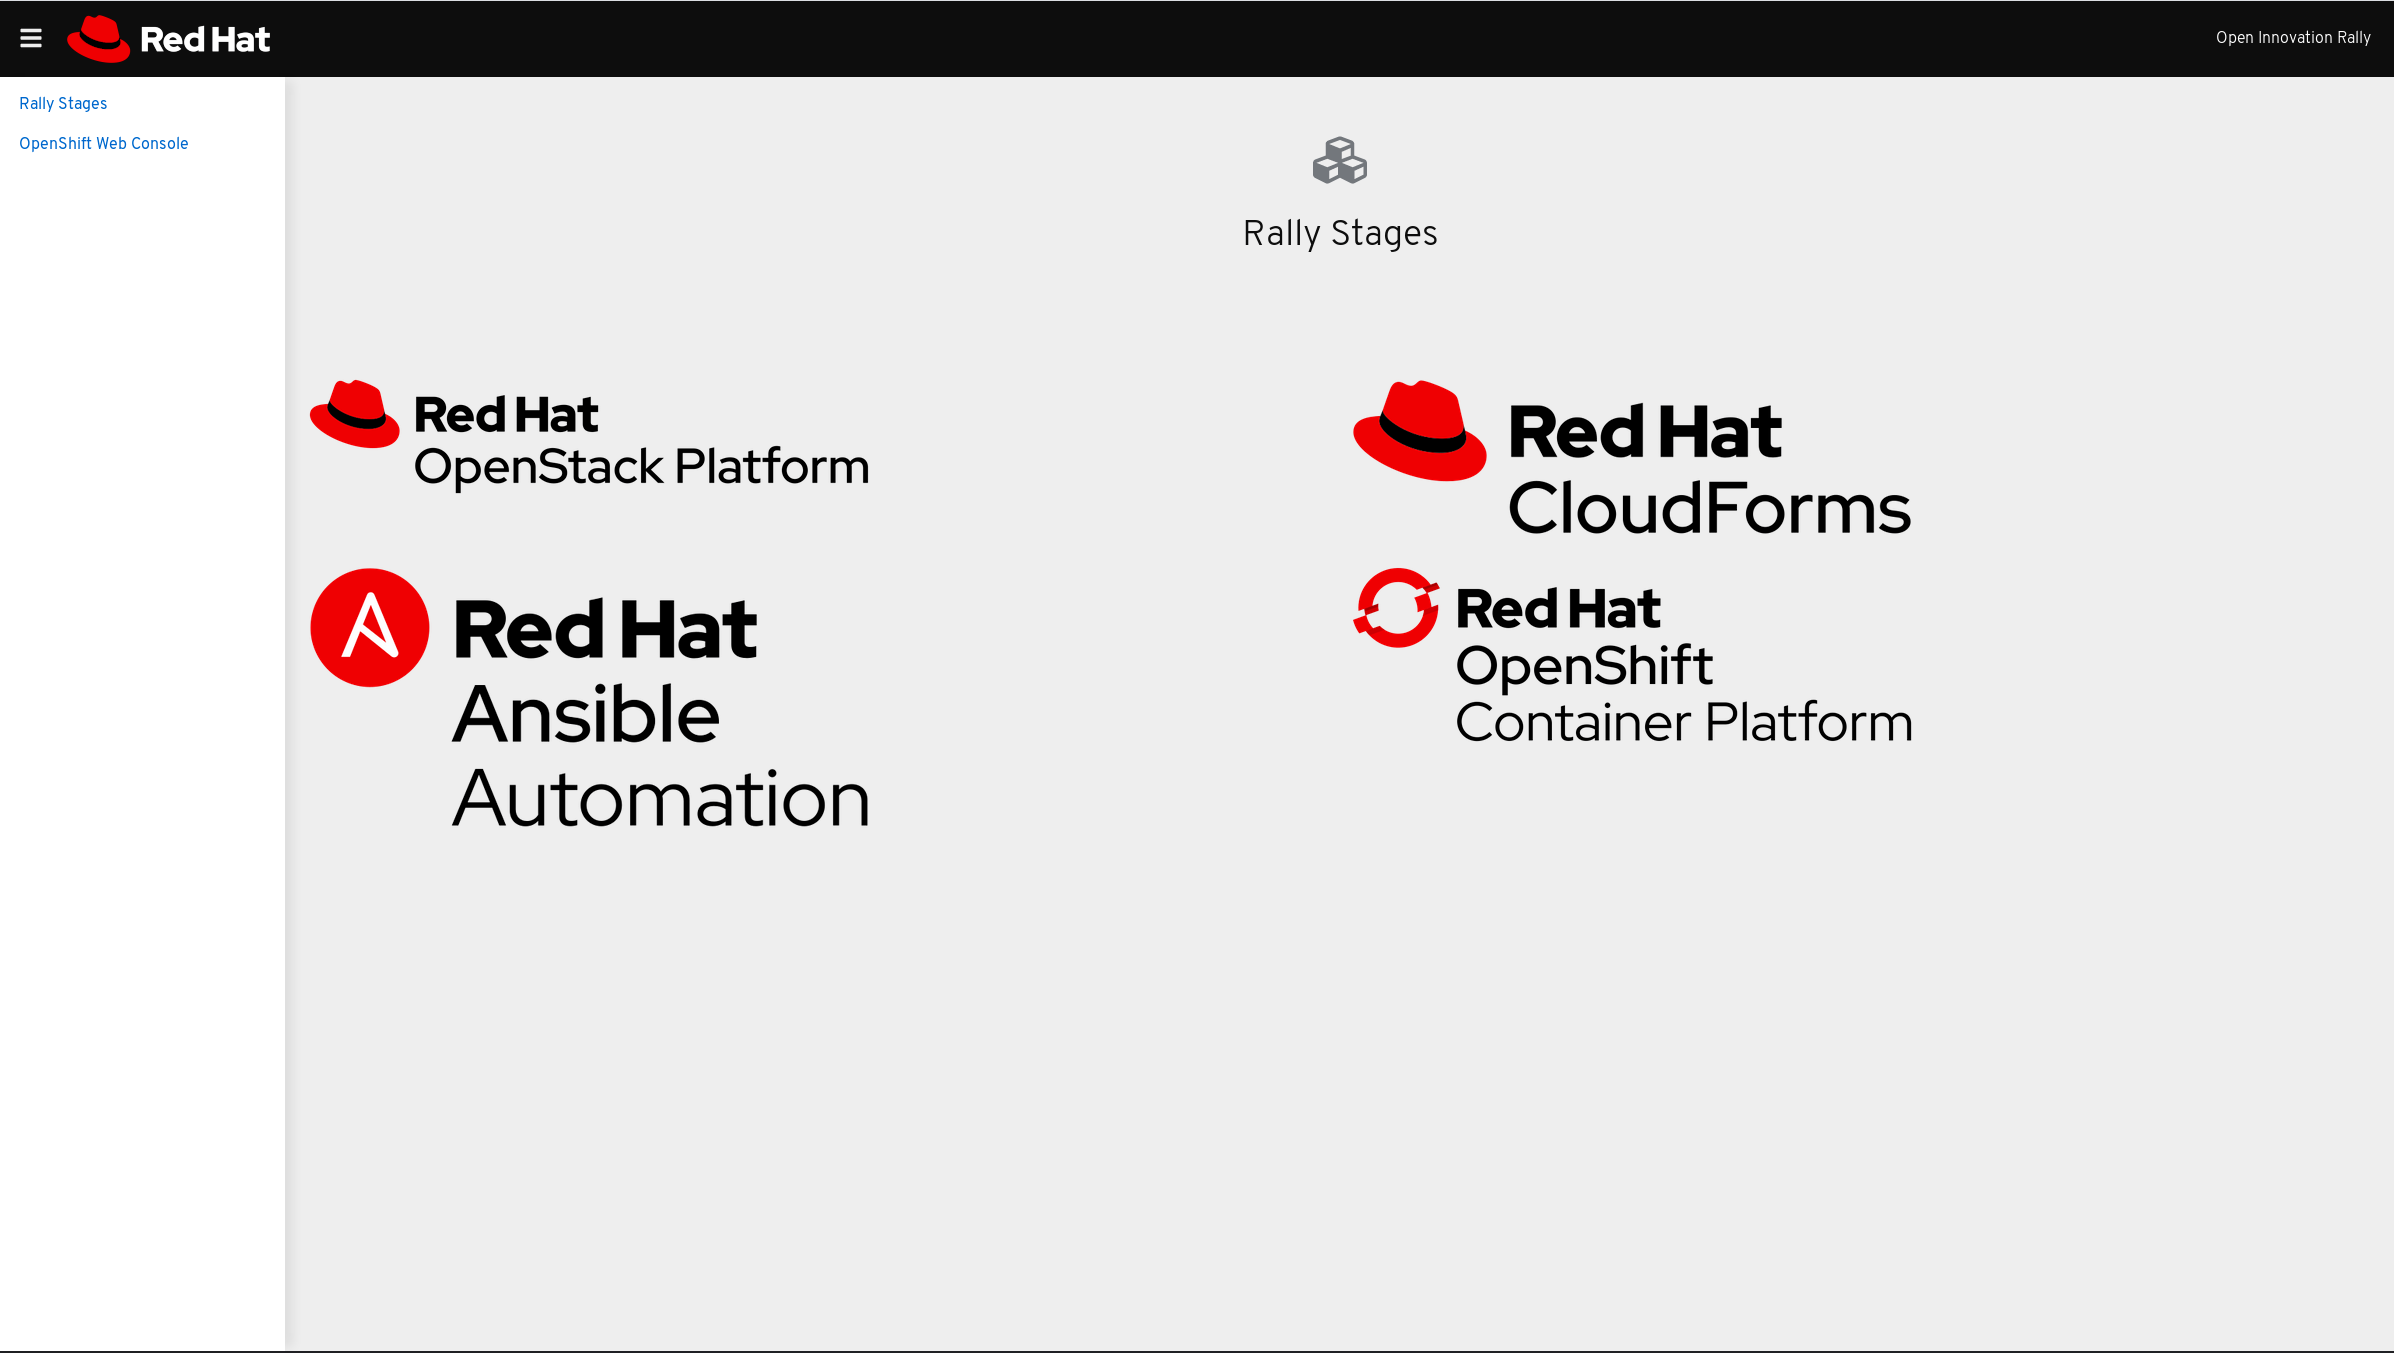 Red Hat
Open Innovation Rally
Rally Stages
OpenShift Web Console
Rally Stages
Red Hat
OpenStack Platform
Red Hat
CloudForms
Red Hat
Ansible
Automation
Red Hat
OpenShift
Container Platform